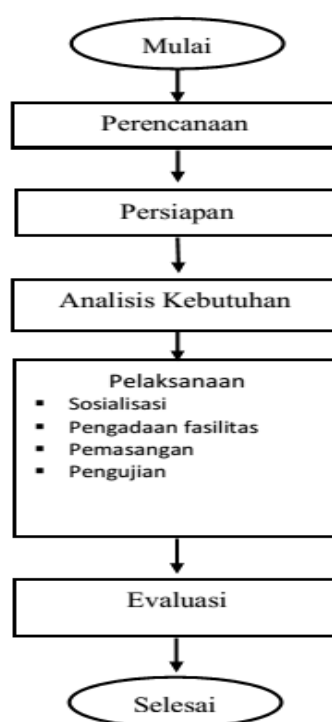 Mulai
Perencanaan
Persiapan
Analisis Kebutuhan
Pelaksanaan
▪ Sosialisasi
▪ Pengadaan fasilitas
▪ Pemasangan
▪ Pengujian
Evaluasi
Selesai